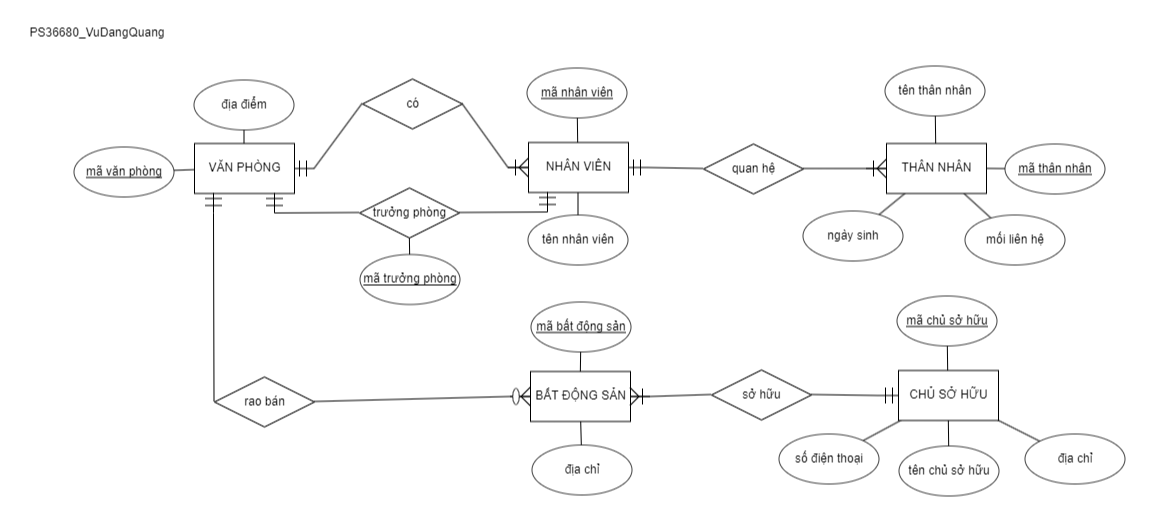 PS36680_VuDangQuang
tên thân nhân
mã nhân viên
địa điểm
có
VĂN PHÒNG
NHÂN VIÊN
quan hệ
THÂN NHÂN
mã thân nhân
mã văn phòng
trưởng phòng
tên nhân viên
ngày sinh
mối liên hệ
mã trưởng phòng
mã bất động sản
mã chủ sở hữu
rao bán
BẤT ĐỘNG SẢN
sở hữu
CHỦ SỞ HỮU
số điện thoại
địa chỉ
địa chỉ
tên chủ sở hữu